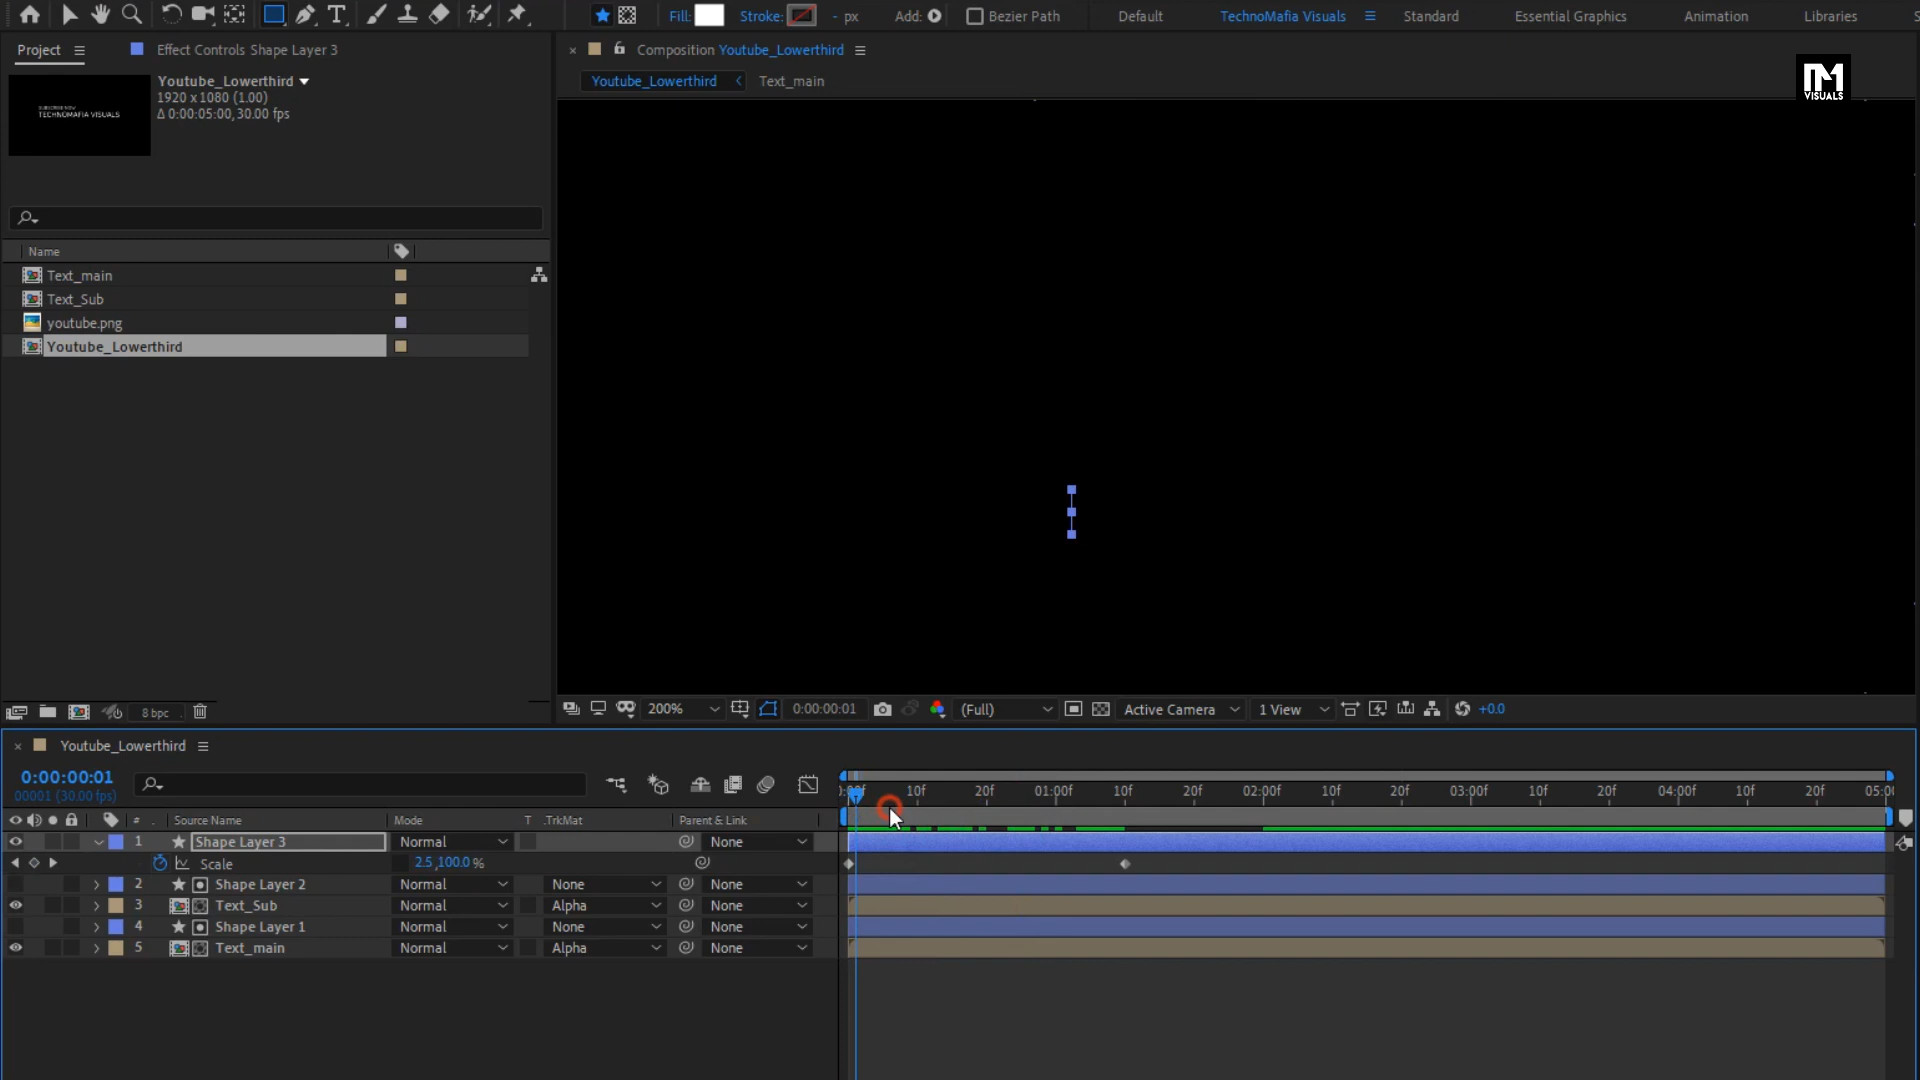 Fill:
Stroke:
- px
Add:
Bezier Path
Default
TechnoMafia Visuals
Standard
Essential Graphics
Animation
Libraries
Project
Effect Controls Shape Layer 3
Composition Youtube_Lowerthird
Youtube_Lowerthird
1920 x 1080 (1.00)
Δ 0:00:05:00, 30.00 fps
SUBSCRIBE NOW
TECHNOMAFIA VISUALS
Youtube_Lowerthird
Text_main
VISUALS
Name
Text_main
Text_Sub
youtube.png
Youtube_Lowerthird
8 bpc
200%
0:00:00:01
(Full)
Active Camera
1 View
+0.0
Youtube_Lowerthird
0:00:00:01
00001 (30.00 fps)
10f
20f
01:00f
10f
20f
02:00f
10f
20f
03:00f
10f
20f
04:00f
10f
20f
05:00
#
Source Name
Mode
T
.TrkMat
Parent & Link
1
Shape Layer 3
Normal
None
Scale
2.5,100.0 %
2
Shape Layer 2
Normal
None
None
3
Text_Sub
Normal
Alpha
None
4
Shape Layer 1
Normal
None
None
5
Text_main
Normal
Alpha
None